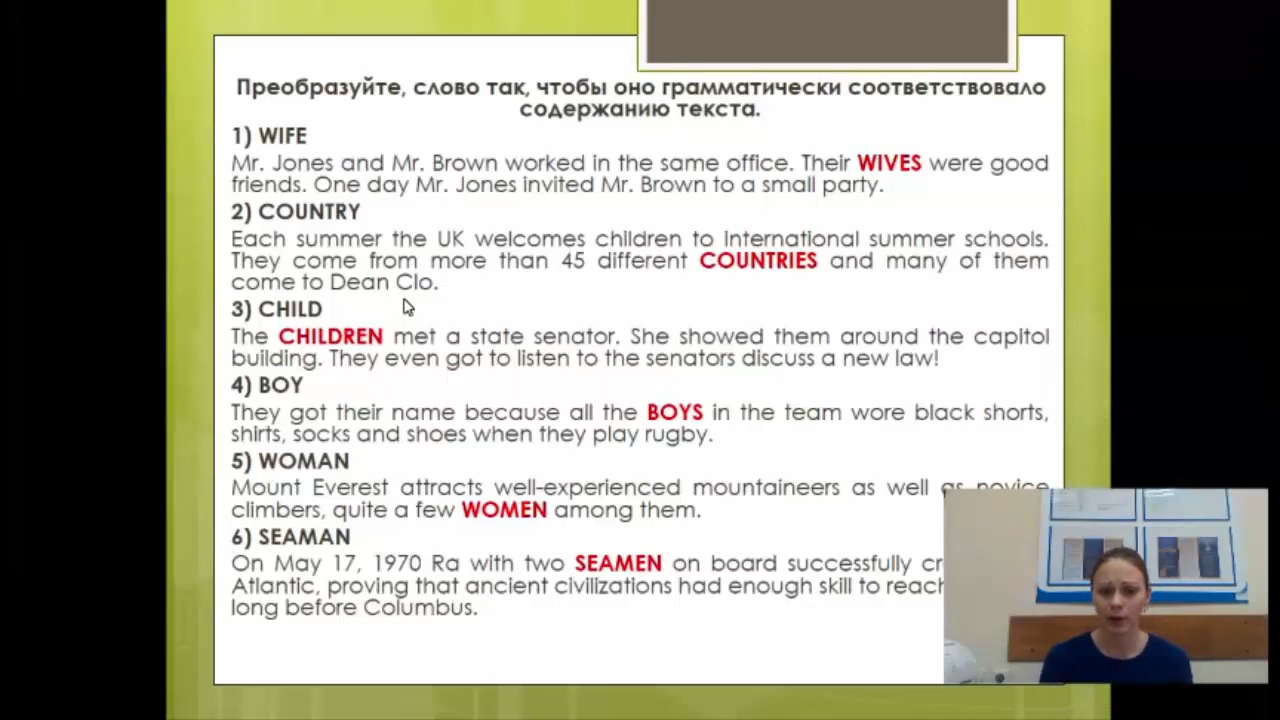 Преобразуйте, слово так, чтобы оно грамматически соответствовало
содержанию текста.
1) WIFE
Mr. Jones and Mr. Brown worked in the same office. Their WIVES were good
friends. One day Mr. Jones invited Mr. Brown to a small party.
2) COUNTRY
Each summer the UK welcomes children to International summer schools.
They come from more than 45 different COUNTRIES and many of them
come to Dean Clo.
3) CHILD
The CHILDREN met a state senator. She showed them around the capitol
building. They even got to listen to the senators discuss a new law!
4) BOY
They got their name because all the BOYS in the team wore black shorts,
shirts, socks and shoes when they play rugby.
5) WOMAN
Mount Everest attracts well-experienced mountaineers as well as novice
climbers, quite a few WOMEN among them.
6) SEAMAN
On May 17, 1970 Ra with two SEAMEN on board successfully
Atlantic, proving that ancient civilizations had enough skill to reach
long before Columbus.